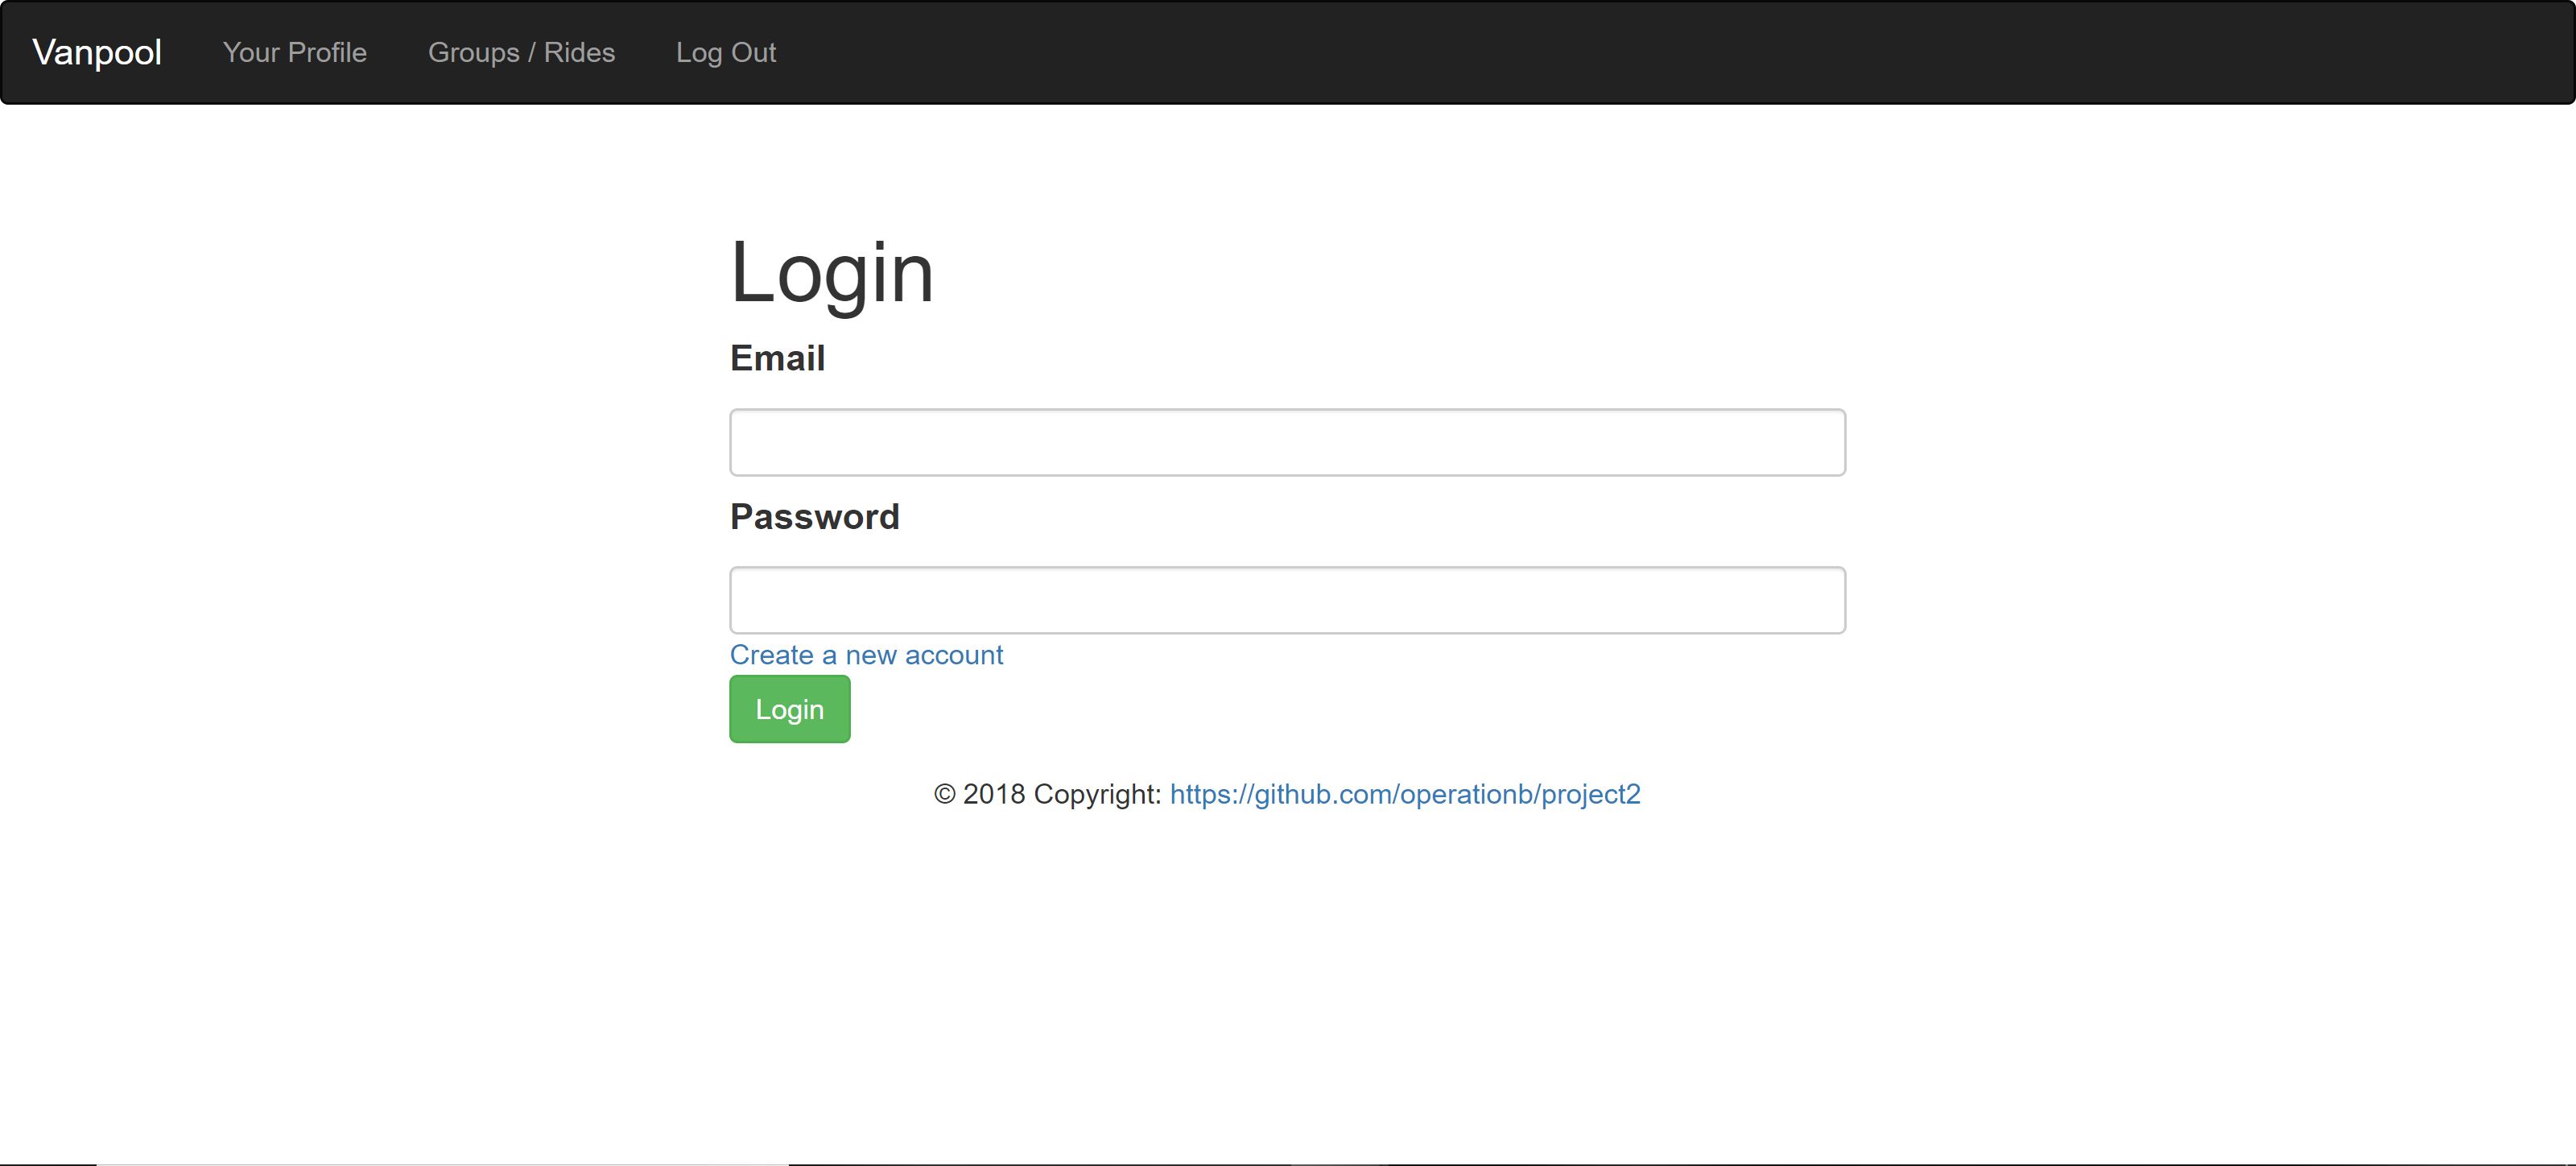 Vanpool Your Profile Groups / Rides Log Out
Login
Email
Password
Create a new account
Login
© 2018 Copyright: https://github.com/operationb/project2